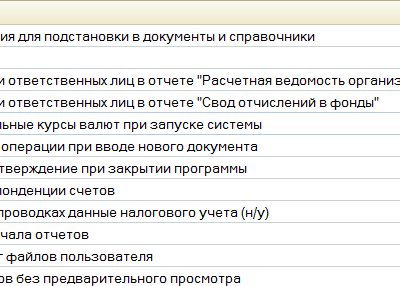 ия для подстановки в документы и справочники
и ответственных лиц в отчете "Расчетная ведомость организ
и ответственных лиц в отчете "Свод отчислений в фонды"
льные курсы валют при запуске системы
операции при вводе нового документа
тверждение при закрытии программы
понденции счетов
проводках данные налогового учета (н/у)
чала отчетов
г файлов пользователя
ов без предварительного просмотра